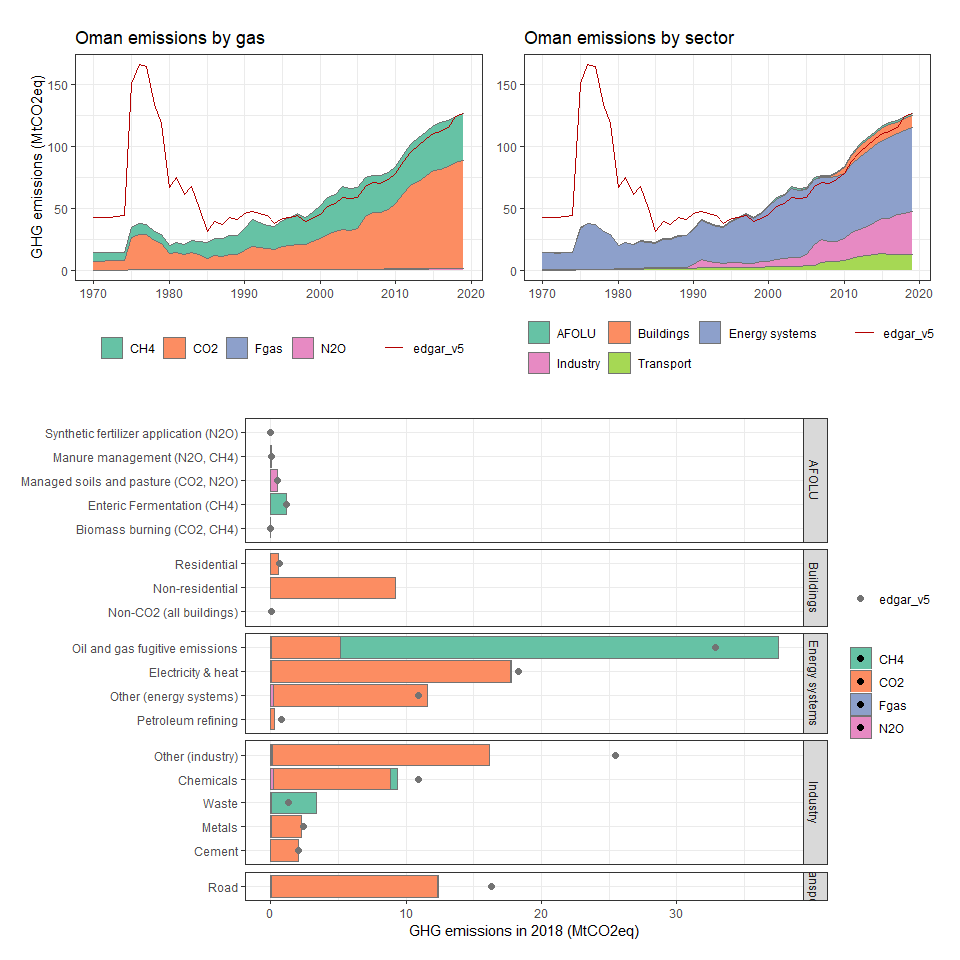 Oman emissions by gas
GHG emissions (MtCO2eq)
150
100
50
0
1970 1980 1990 2000 2010 2020
CH4 CO2 Fgas N2O edgar_v5
Oman emissions by sector
150
100
50
0
1970 1980 1990 2000 2010 2020
AFOLU Buildings Energy systems edgar_v5
Industry Transport
Synthetic fertilizer application (N2O)
Manure management (N2O, CH4)
Managed soils and pasture (CO2, N2O)
Enteric Fermentation (CH4)
Biomass burning (CO2, CH4)
AFOLU
Residential
Non-residential
Non-CO2 (all buildings)
Buildings
Oil and gas fugitive emissions
Electricity & heat
Other (energy systems)
Petroleum refining
Energy systems
Other (industry)
Chemicals
Waste
Metals
Cement
Industry
Road
anspo
0 10 20 30
GHG emissions in 2018 (MtCO2eq)
edgar_v5
CH4
CO2
Fgas
N2O